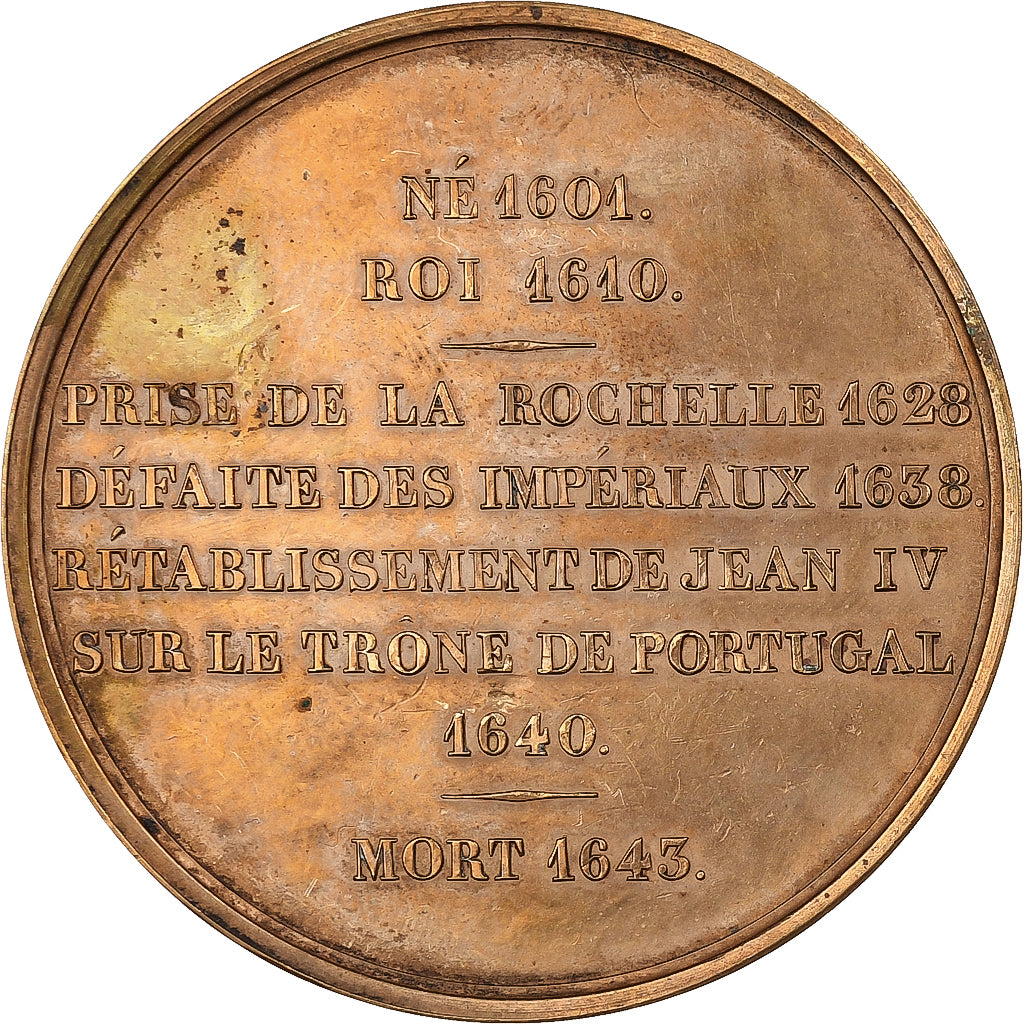 NÉ 1601.
ROI 1610.
PRISE DE LA ROCHELLE 1628
DÉFAITE DES IMPÉRIAUX 1638.
RÉTABLISSEMENT DE JEAN IV
SUR LE TRÔNE DE PORTUGAL
1640.
MORT 1643.